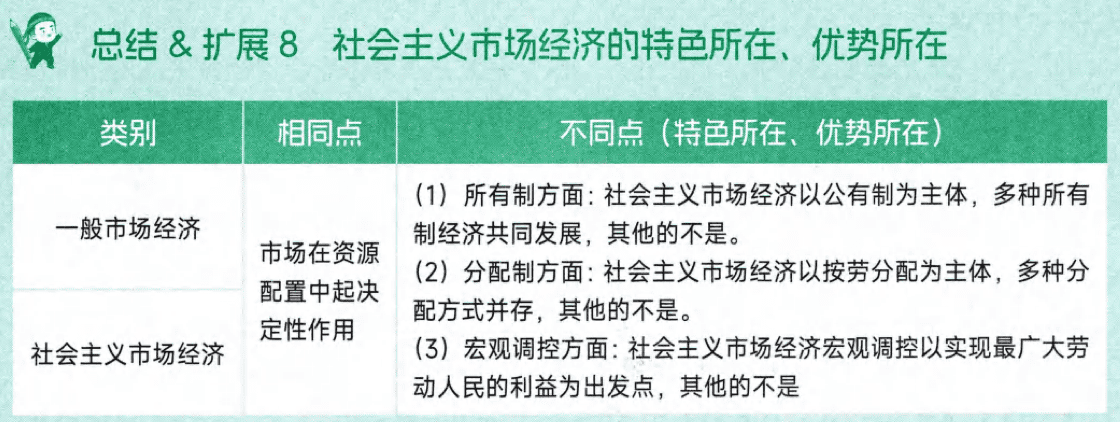 总结 & 扩展 8 社会主义市场经济的特色所在、优势所在
类别
相同点
不同点（特色所在、优势所在）
一般市场经济
社会主义市场经济
市场在资源
配置中起决
定性作用
(1) 所有制方面：社会主义市场经济以公有制为主体，多种所有
制经济共同发展，其他的不是。
(2) 分配制方面：社会主义市场经济以按劳分配为主体，多种分
配方式并存，其他的不是。
(3) 宏观调控方面：社会主义市场经济宏观调控以实现最广大劳
动人民的利益为出发点，其他的不是